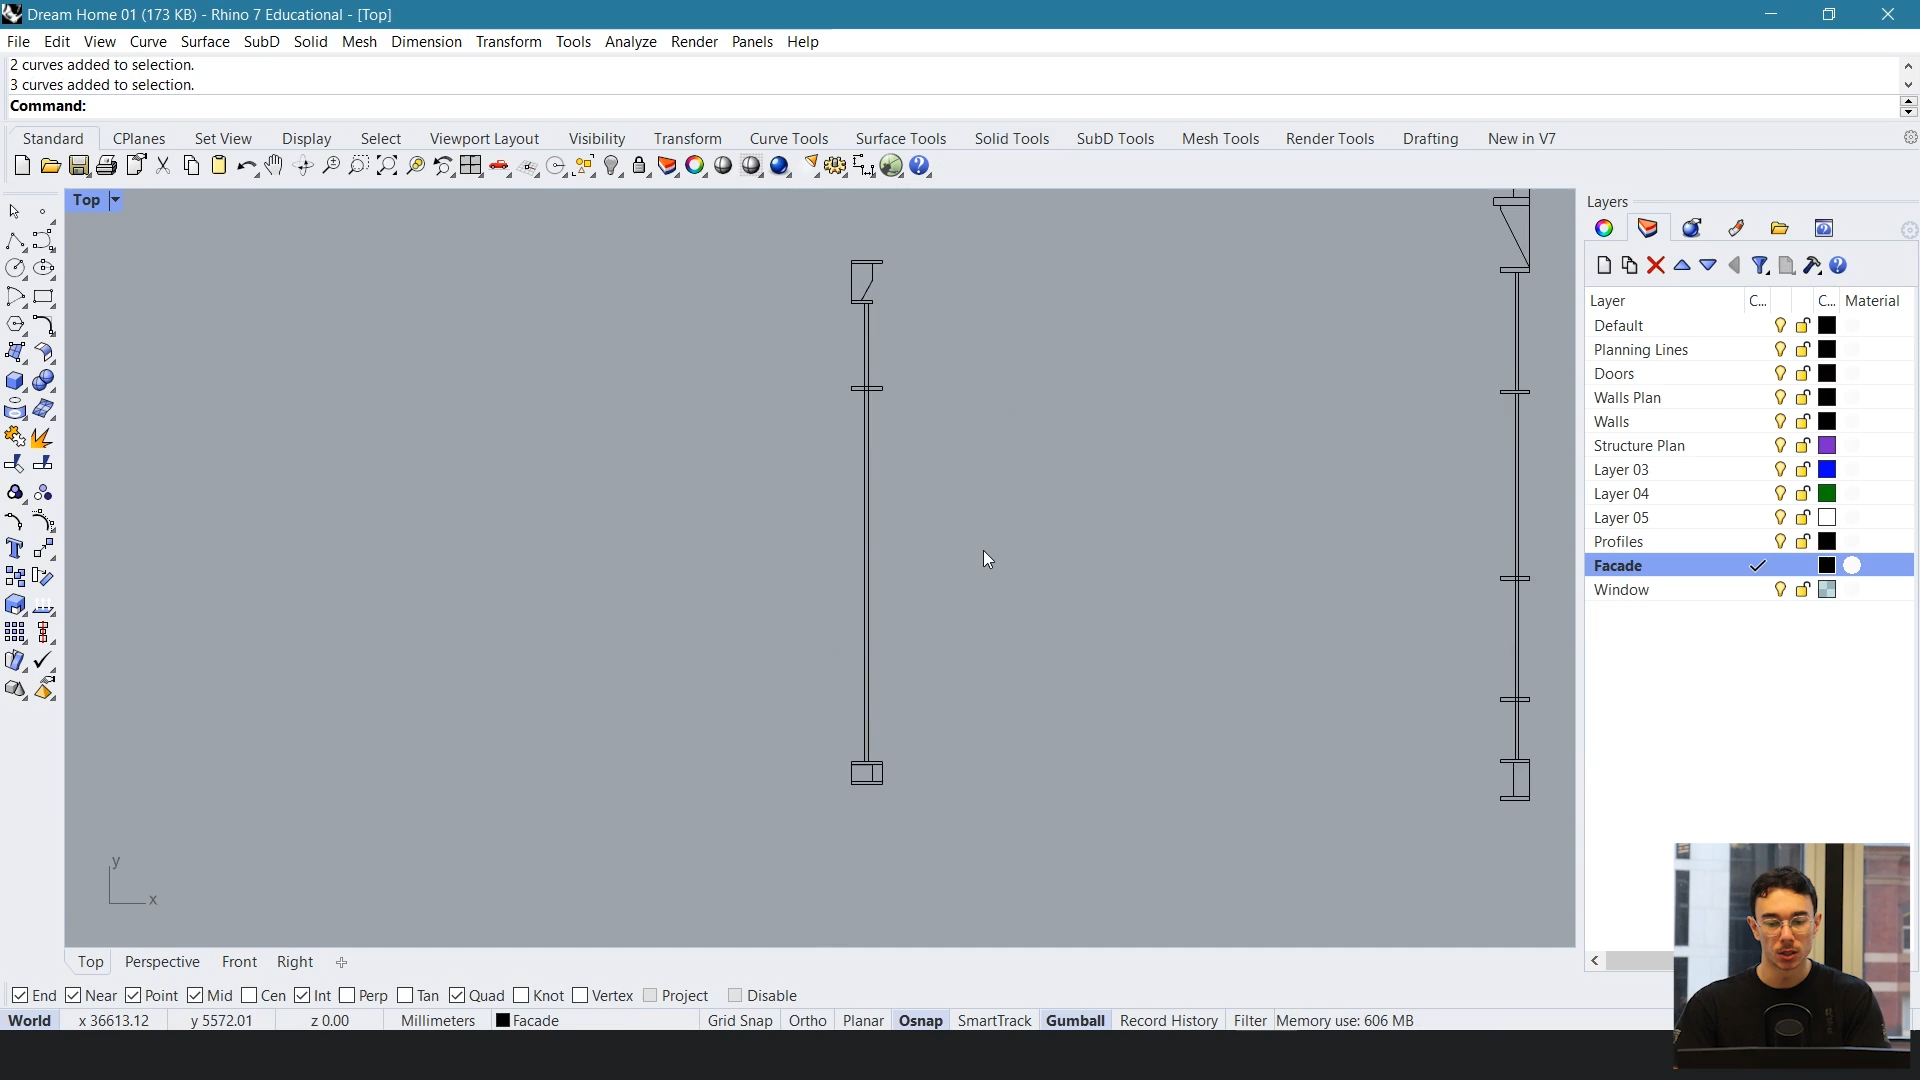 Dream Home 01 (173 KB) - Rhino 7 Educational - [Top]
File Edit View Curve Surface SubD Solid Mesh Dimension Transform Tools Analyze Render Panels Help
2 curves added to selection.
3 curves added to selection.
Command:
Standard CPlanes Set View Display Select Viewport Layout Visibility Transform Curve Tools Surface Tools Solid Tools SubD Tools Mesh Tools Render Tools Drafting New in V7
Top
Layers
Layer C... C... Material
Default
Planning Lines
Doors
Walls Plan
Walls
Structure Plan
Layer 03
Layer 04
Layer 05
Profiles
Facade
Window
y
x
Top Perspective Front Right
End Near Point Mid Cen Int Perp Tan Quad Knot Vertex Project Disable
World x 36613.12 y 5572.01 z 0.00 Millimeters Facade Grid Snap Ortho Planar Osnap SmartTrack Gumball Record History Filter Memory use: 606 MB